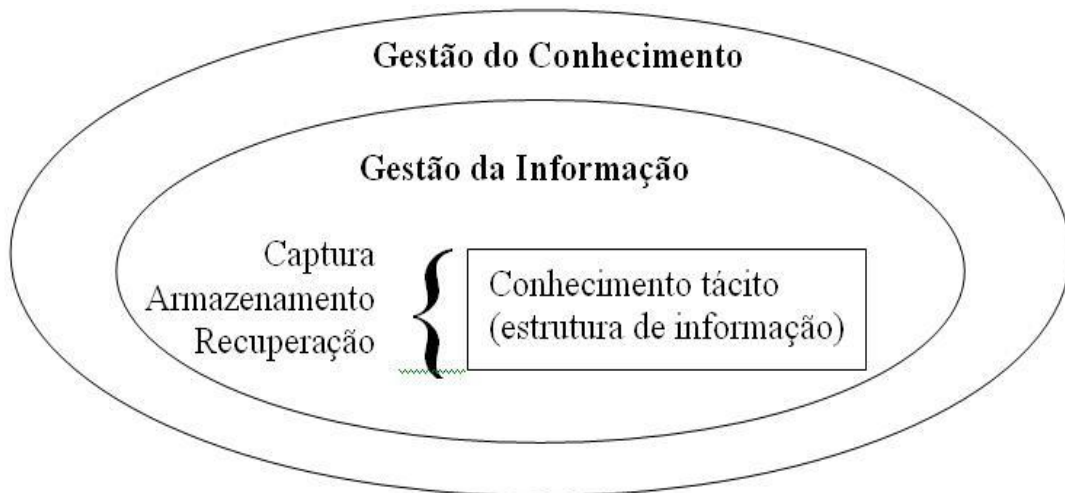 Gestão do Conhecimento
Gestão da Informação
Captura
Armazenamento
Recuperação
Conhecimento tácito
(estrutura de informação)